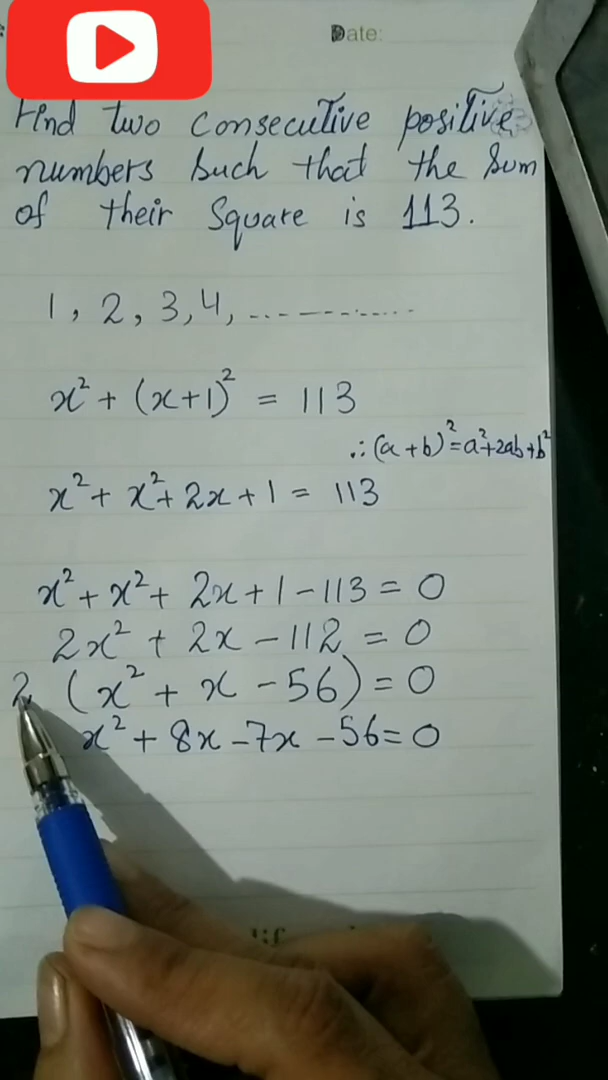 Date:
Find two consecutive positive
numbers such that the sum
of their Square is 113.
1, 2, 3, 4, ..............
x² + (x+1)² = 113
∴ (a+b)² = a²+2ab+b²
x² + x² + 2x + 1 = 113
x² + x² + 2x + 1 - 113 = 0
2x² + 2x - 112 = 0
2 (x² + x - 56) = 0
x² + 8x - 7x - 56 = 0